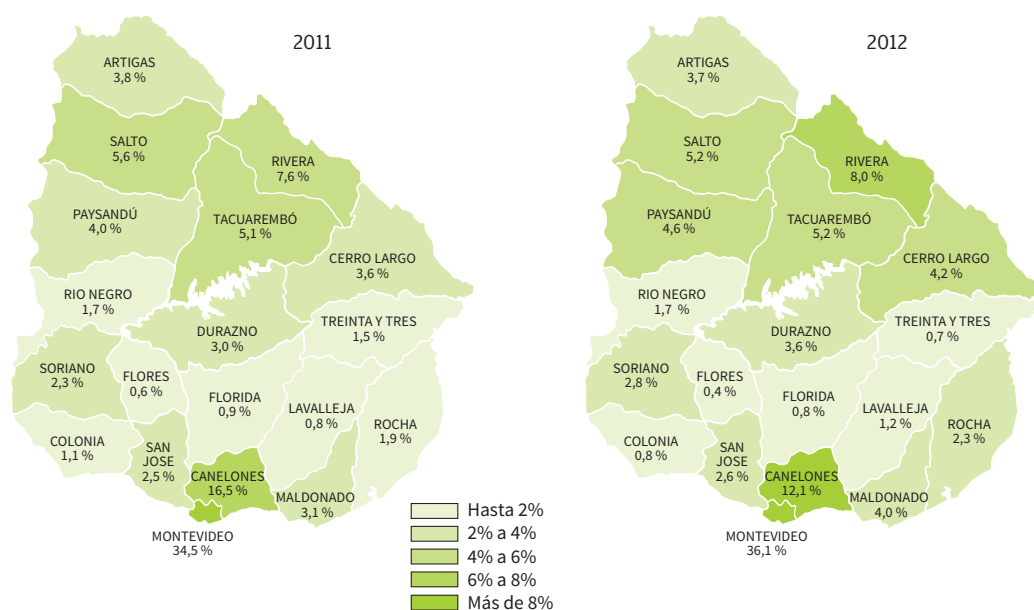 2011
ARTIGAS
3,8 %
SALTO
5,6 %
RIVERA
7,6 %
PAYSANDÚ
4,0 %
TACUAREMBÓ
5,1 %
CERRO LARGO
3,6 %
RIO NEGRO
1,7 %
DURAZNO
3,0 %
TREINTA Y TRES
1,5 %
SORIANO
2,3 %
FLORES
0,6 %
FLORIDA
0,9 %
LAVALLEJA
0,8 %
ROCHA
1,9 %
COLONIA
1,1 %
SAN
JOSE
2,5 %
CANELONES
16,5 %
MALDONADO
3,1 %
MONTEVIDEO
34,5 %
Hasta 2%
2% a 4%
4% a 6%
6% a 8%
Más de 8%
2012
ARTIGAS
3,7 %
SALTO
5,2 %
RIVERA
8,0 %
PAYSANDÚ
4,6 %
TACUAREMBÓ
5,2 %
CERRO LARGO
4,2 %
RIO NEGRO
1,7 %
DURAZNO
3,6 %
TREINTA Y TRES
0,7 %
SORIANO
2,8 %
FLORES
0,4 %
FLORIDA
0,8 %
LAVALLEJA
1,2 %
ROCHA
2,3 %
COLONIA
0,8 %
SAN
JOSE
2,6 %
CANELONES
12,1 %
MALDONADO
4,0 %
MONTEVIDEO
36,1 %